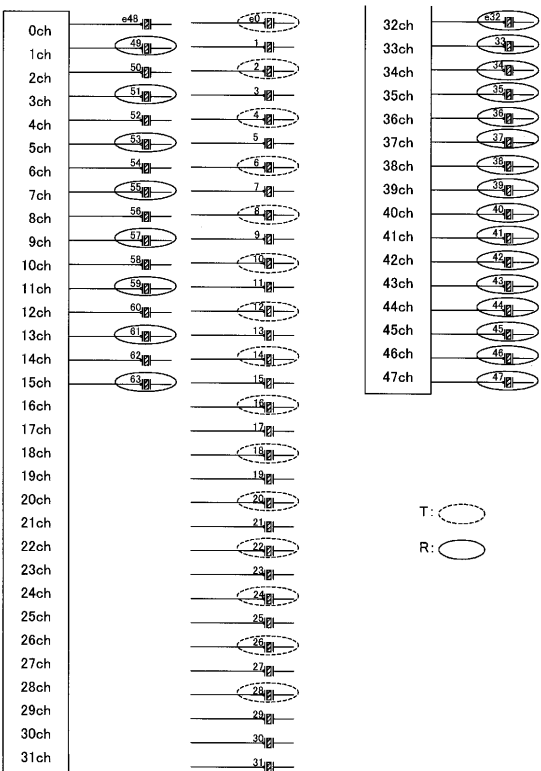 0ch e48 e0 32ch e32
1ch 49 1 33ch 33
2ch 50 2 34ch 34
3ch 51 3 35ch 35
4ch 52 4 36ch 36
5ch 53 5 37ch 37
6ch 54 6 38ch 38
7ch 55 7 39ch 39
8ch 56 8 40ch 40
9ch 57 9 41ch 41
10ch 58 10 42ch 42
11ch 59 11 43ch 43
12ch 60 12 44ch 44
13ch 61 13 45ch 45
14ch 62 14 46ch 46
15ch 63 15 47ch 47
16ch 16
17ch 17
18ch 18
19ch 19
20ch 20
21ch 21
22ch 22
23ch 23
24ch 24
25ch 25
26ch 26
27ch 27
28ch 28
29ch 29
30ch 30
31ch 31
T:
R: